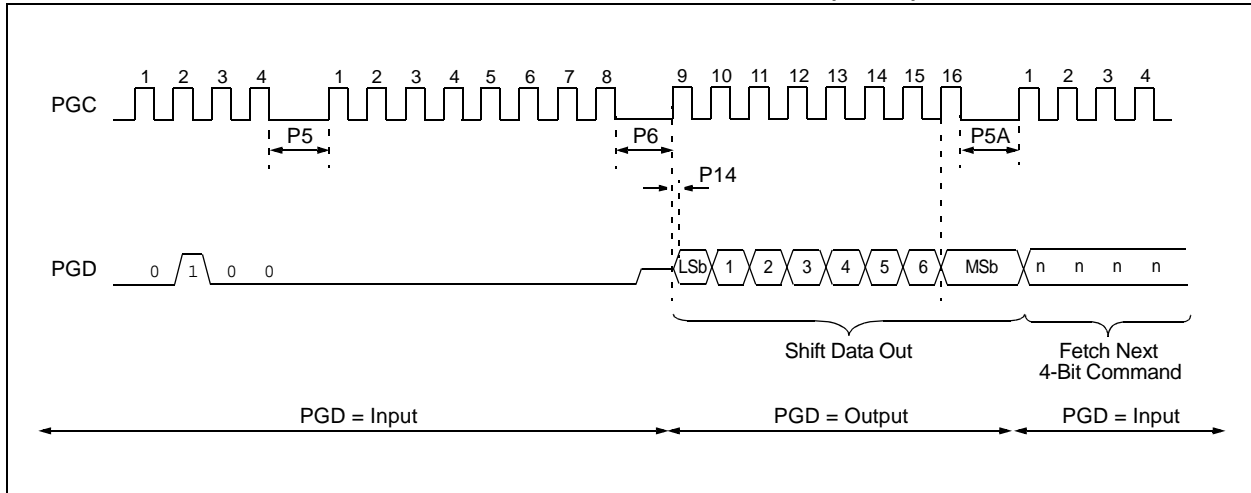 1 2 3 4 1 2 3 4 5 6 7 8 9 10 11 12 13 14 15 16 1 2 3 4
PGC
P5 P6 P5A
P14
PGD 0 1 0 0 LSb 1 2 3 4 5 6 MSb n n n n
Shift Data Out Fetch Next
4-Bit Command
PGD = Input PGD = Output PGD = Input